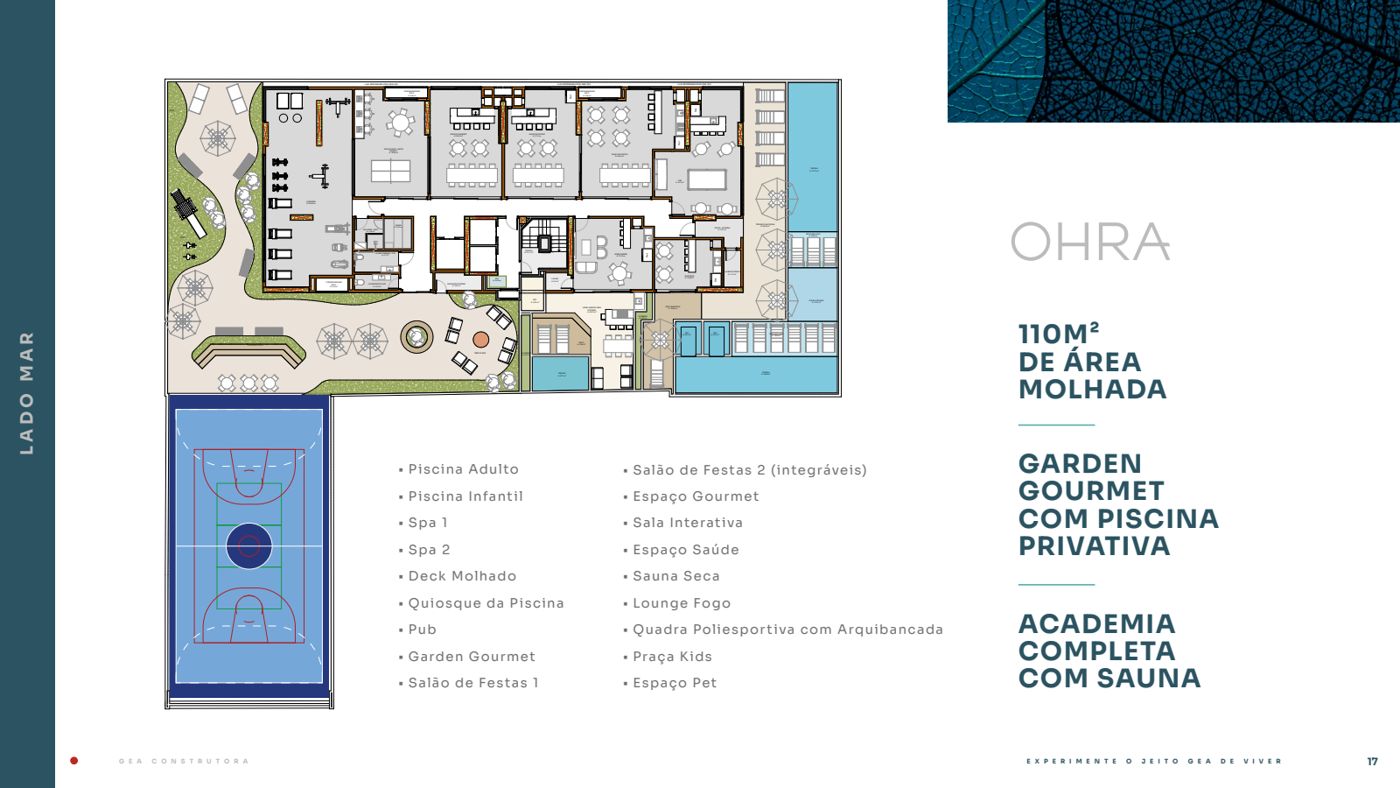 LADO MAR
OHRA
110M²
DE ÁREA
MOLHADA
GARDEN
GOURMET
COM PISCINA
PRIVATIVA
ACADEMIA
COMPLETA
COM SAUNA
• Piscina Adulto
• Piscina Infantil
• Spa 1
• Spa 2
• Deck Molhado
• Quiosque da Piscina
• Pub
• Garden Gourmet
• Salão de Festas 1
• Salão de Festas 2 (integráveis)
• Espaço Gourmet
• Sala Interativa
• Espaço Saúde
• Sauna Seca
• Lounge Fogo
• Quadra Poliesportiva com Arquibancada
• Praça Kids
• Espaço Pet
GEA CONSTRUTORA
EXPERIMENTE O JEITO GEA DE VIVER
17